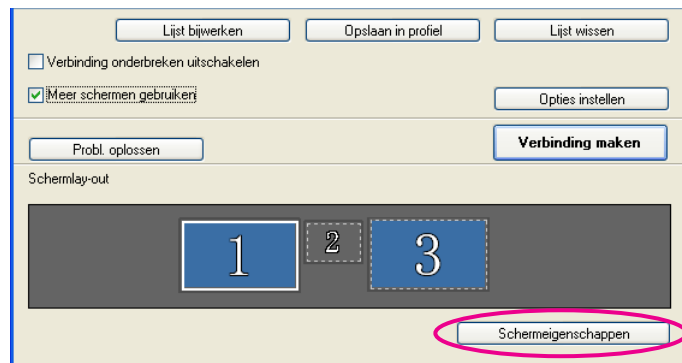 Lijst bijwerken Opslaan in profiel Lijst wissen
Verbinding onderbreken uitschakelen
Meer schermen gebruiken
Opties instellen
Probl. oplossen Verbinding maken
Schermlay-out
1 2 3
Schermeigenschappen